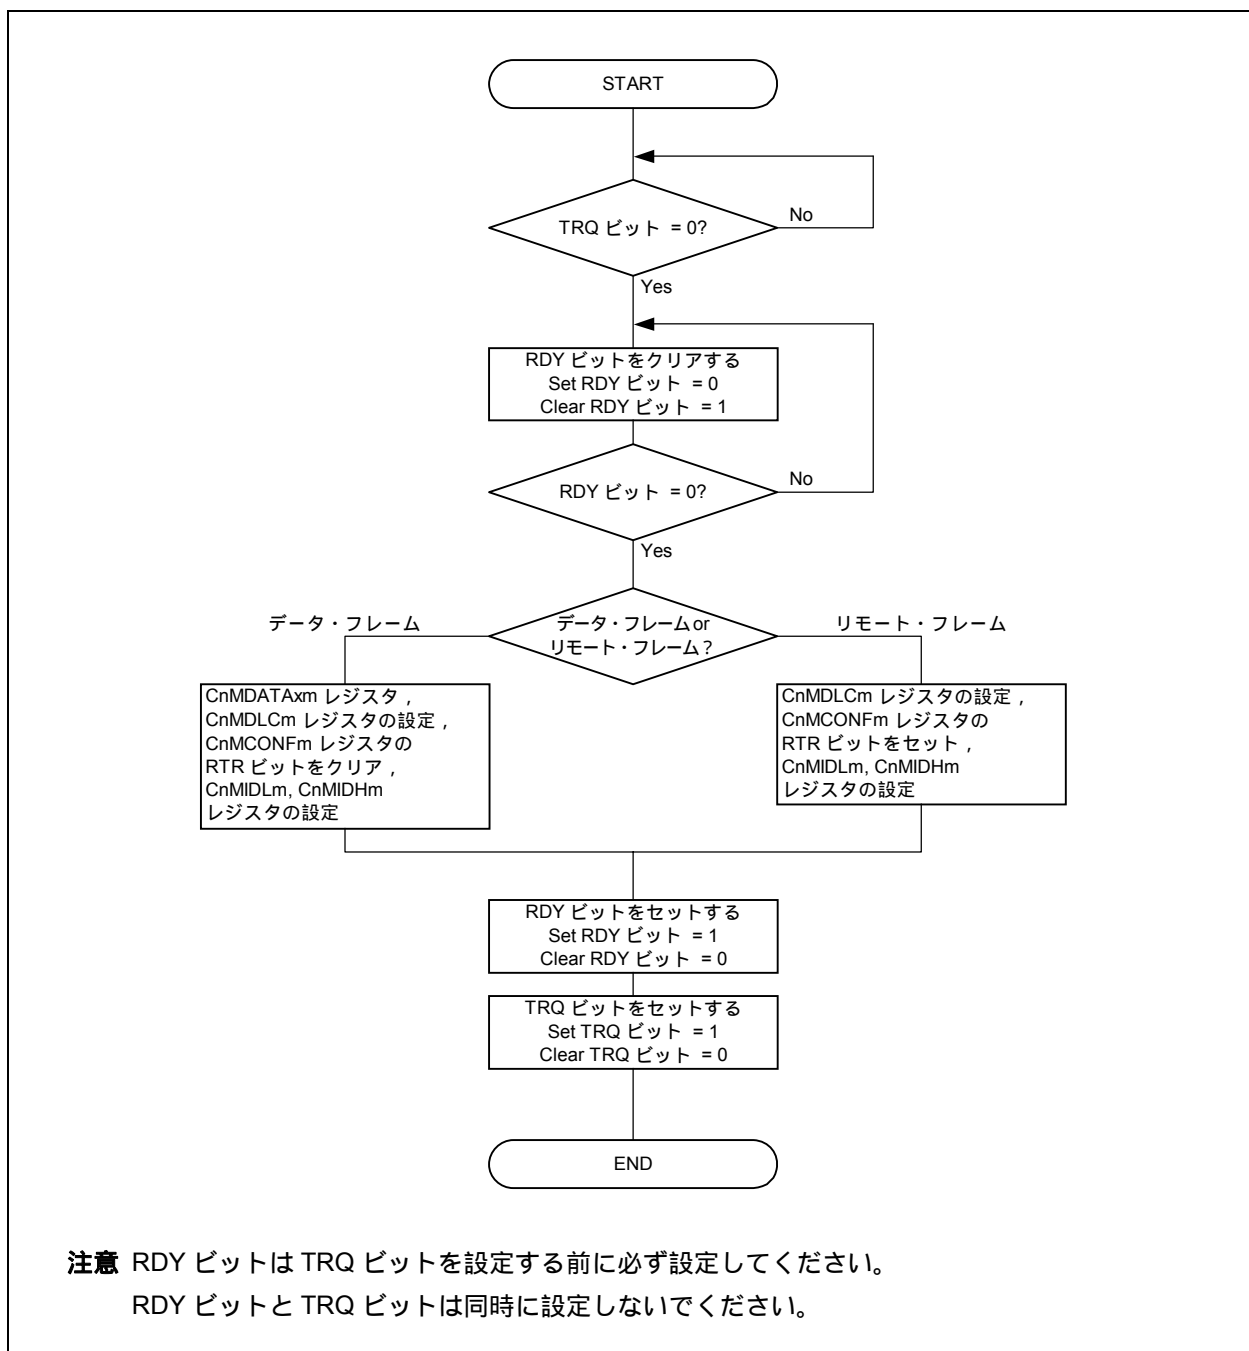 START
TRQ ビット = 0?
No
Yes
RDY ビットをクリアする
Set RDY ビット = 0
Clear RDY ビット = 1
RDY ビット = 0?
No
Yes
データ・フレーム
データ・フレームor
リモート・フレーム?
リモート・フレーム
CnMDATAxm レジスタ，
CnMDLCm レジスタの設定，
CnMCONFm レジスタの
RTR ビットをクリア，
CnMIDLm, CnMIDHm
レジスタの設定
CnMDLCm レジスタの設定，
CnMCONFm レジスタの
RTR ビットをセット，
CnMIDLm, CnMIDHm
レジスタの設定
RDY ビットをセットする
Set RDY ビット = 1
Clear RDY ビット = 0
TRQ ビットをセットする
Set TRQ ビット = 1
Clear TRQ ビット = 0
END
注意 RDY ビットは TRQ ビットを設定する前に必ず設定してください。
RDY ビットと TRQ ビットは同時に設定しないでください。